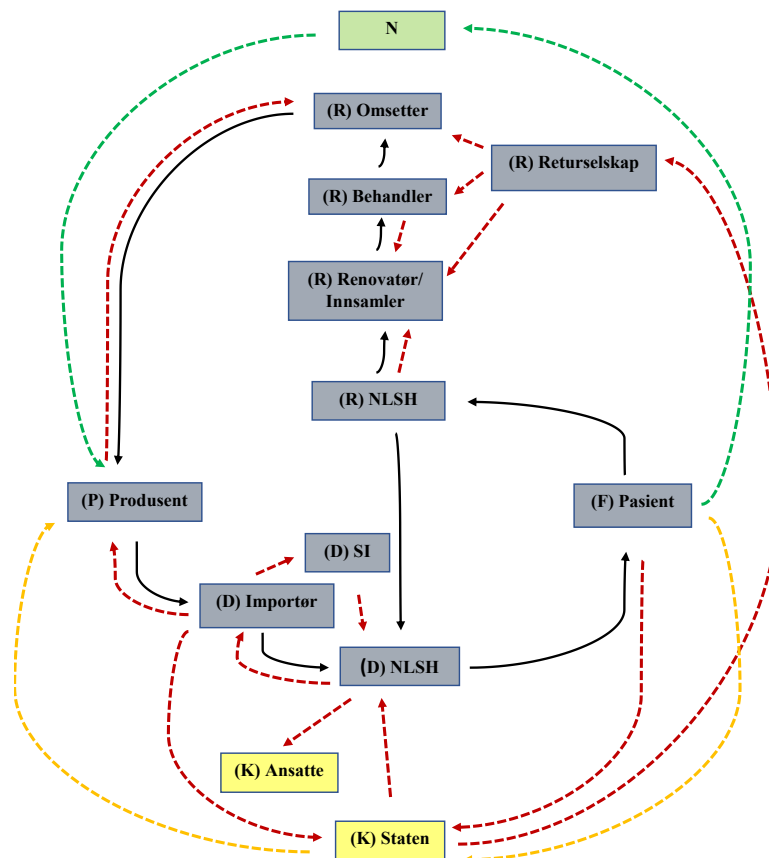 N
(R) Omsetter
(R) Returselskap
(R) Behandler
(R) Renovatør/
Innsamler
(R) NLSH
(P) Produsent
(F) Pasient
(D) SI
(D) Importør
(D) NLSH
(K) Ansatte
(K) Staten